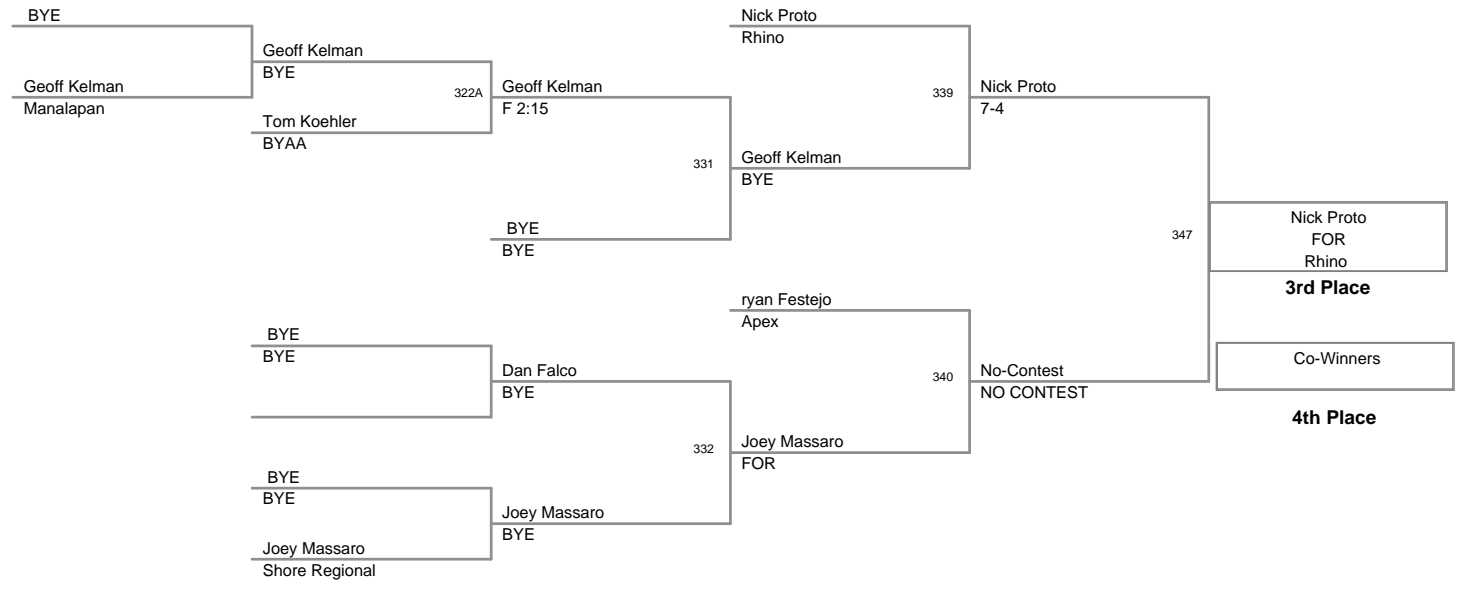 BYE
Geoff Kelman
Manalapan
Geoff Kelman
BYE
Tom Koehler
BYAA
322A
Geoff Kelman
F 2:15
BYE
BYE
331
Nick Proto
Rhino
Geoff Kelman
BYE
339
Nick Proto
7-4
BYE
BYE
Dan Falco
BYE
BYE
BYE
Joey Massaro
Shore Regional
Joey Massaro
BYE
332
ryan Festejo
Apex
Joey Massaro
FOR
340
No-Contest
NO CONTEST
347
Nick Proto
FOR
Rhino
3rd Place
Co-Winners
4th Place